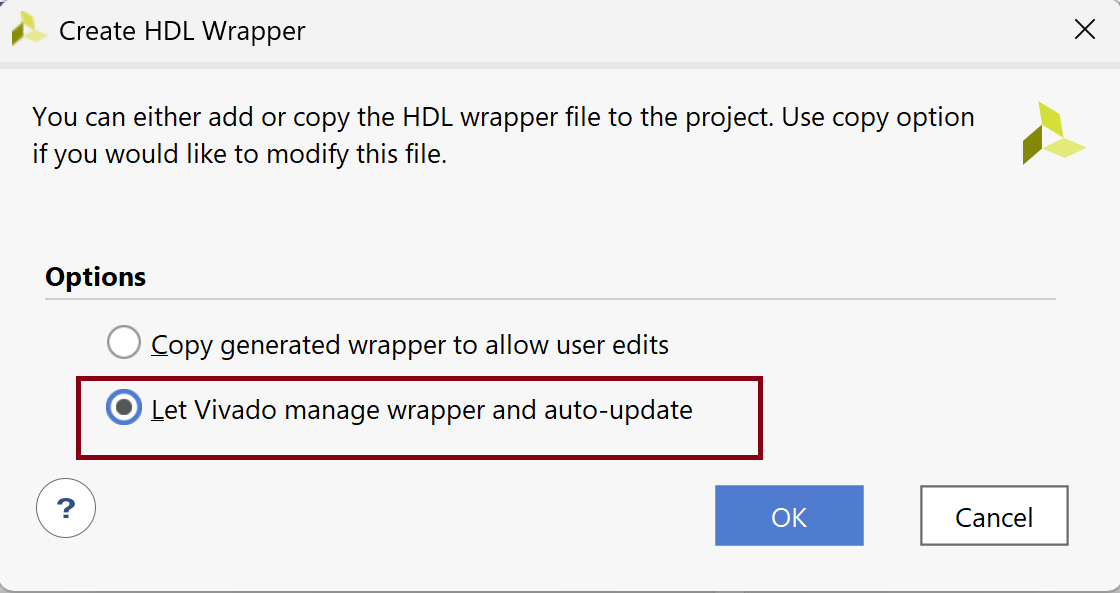 Create HDL Wrapper
You can either add or copy the HDL wrapper file to the project. Use copy option
if you would like to modify this file.
Options
Copy generated wrapper to allow user edits
Let Vivado manage wrapper and auto-update
?
OK
Cancel